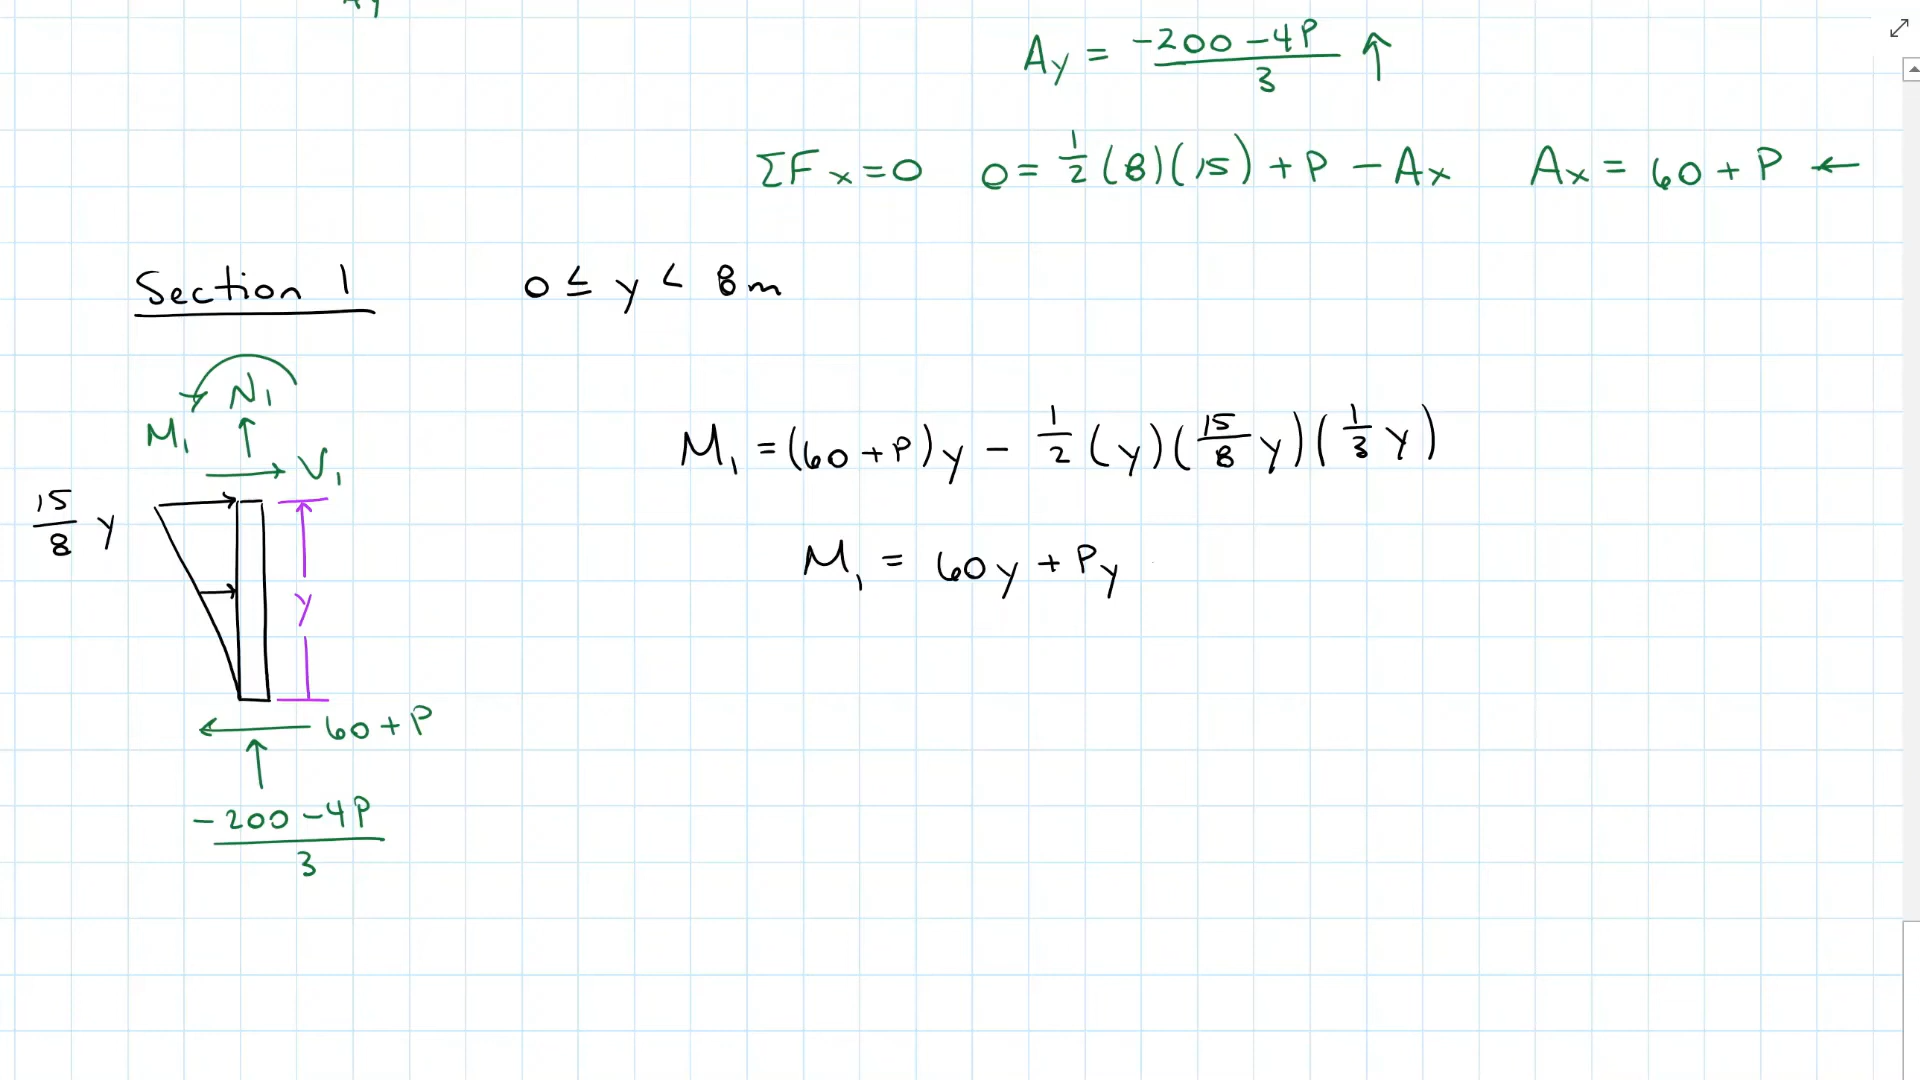 Ay = (-200 - 4P)/3 ↑
ΣFx = 0   0 = 1/2 (8)(15) + P - Ax   Ax = 60 + P ←
Section 1   0 ≤ y < 8m
N1
M1
V1
15/8 y
M1 = (60 + P)y - 1/2 (y)(15/8 y)(1/3 y)
M1 = 60y + Py
y
60 + P
(-200 - 4P)/3